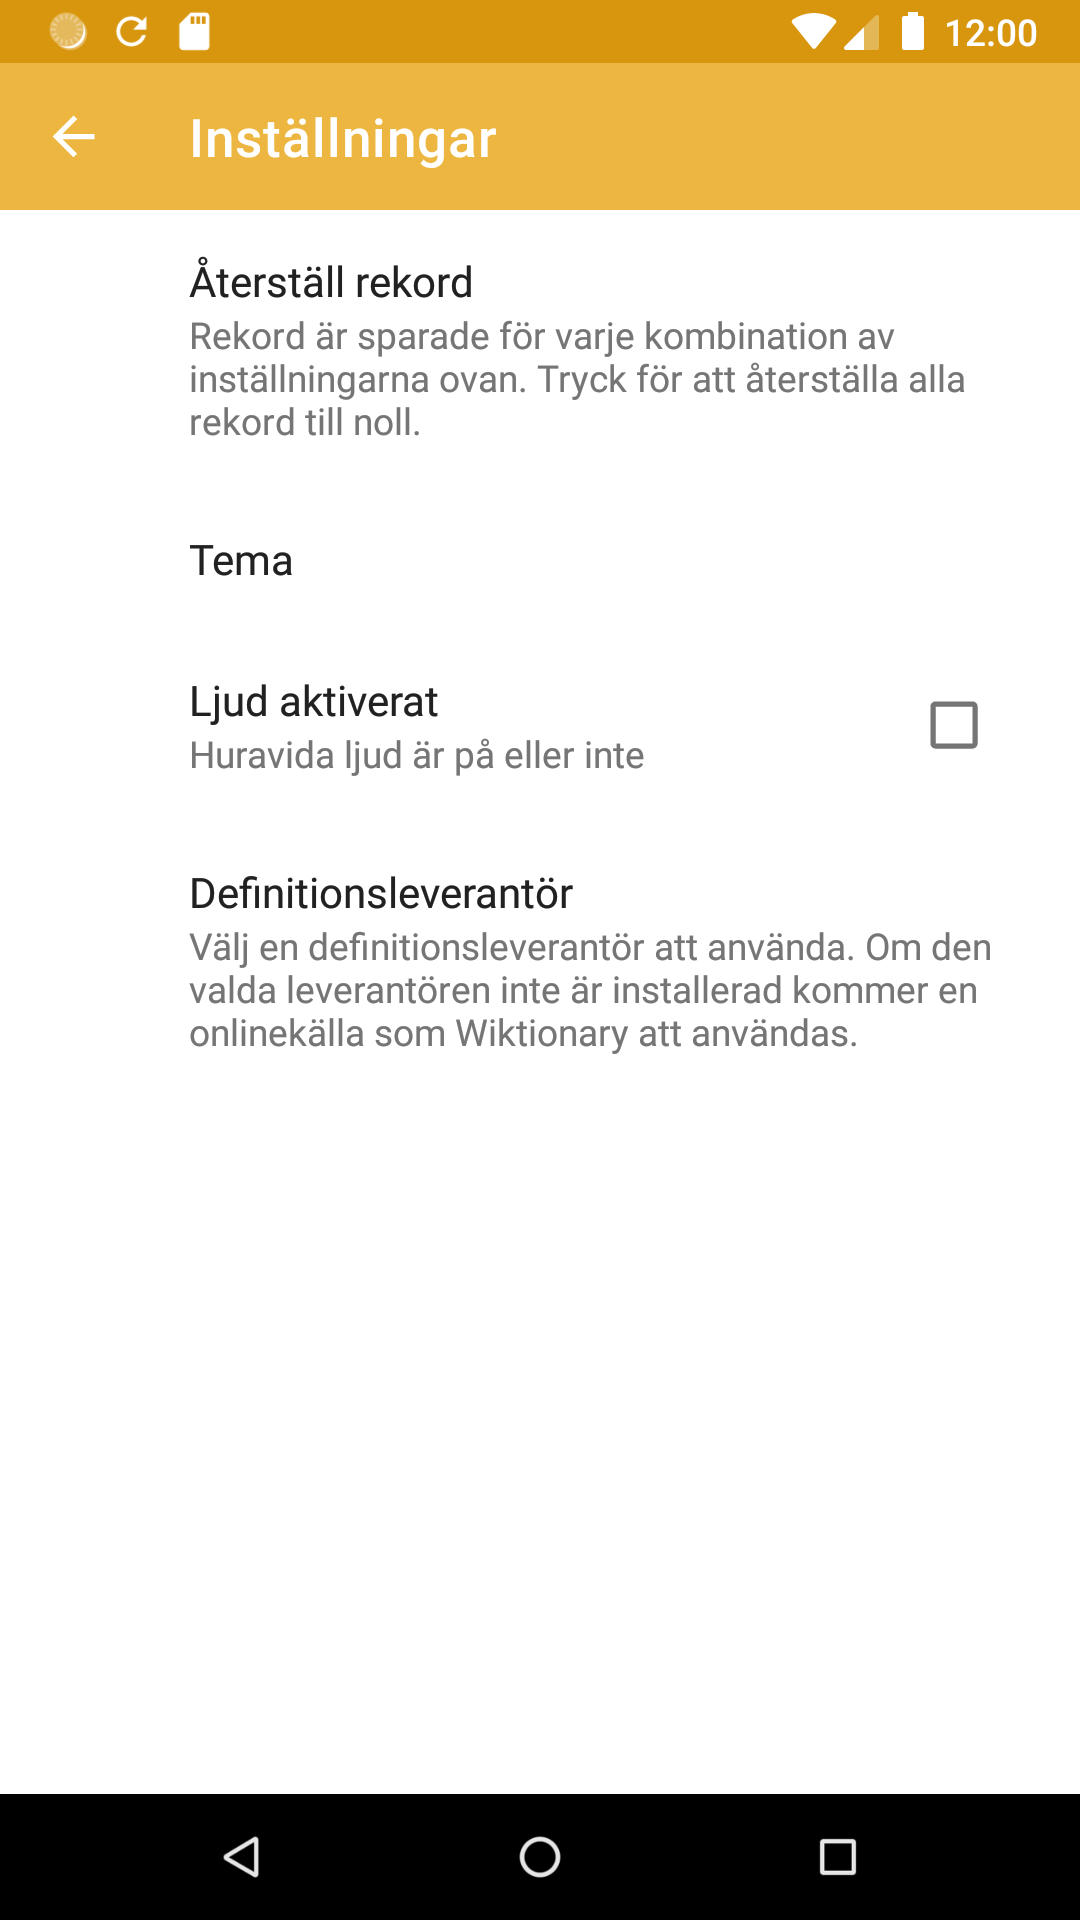 12:00
Inställningar
Återställ rekord
Rekord är sparade för varje kombination av
inställningarna ovan. Tryck för att återställa alla
rekord till noll.
Tema
Ljud aktiverat
Huravida ljud är på eller inte
Definitionsleverantör
Välj en definitionsleverantör att använda. Om den
valda leverantören inte är installerad kommer en
onlinekälla som Wiktionary att användas.